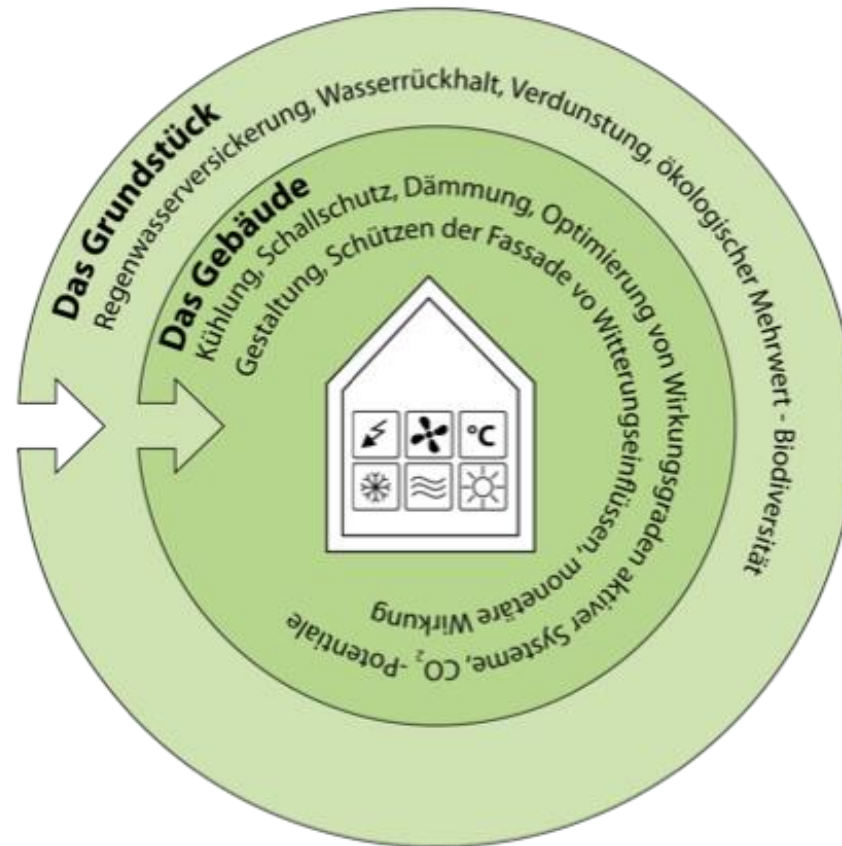 Das Grundstück
Regenwasserversickerung, Wasserrückhalt, Verdunstung, ökologischer Mehrwert - Biodiversität
Das Gebäude
Kühlung, Schallschutz, Dämmung, Optimierung von Wirkungsgraden aktiver Systeme, CO₂ -Potentiale
Gestaltung, Schützen der Fassade vo Witterungseinflüssen, monetäre Wirkung
°C